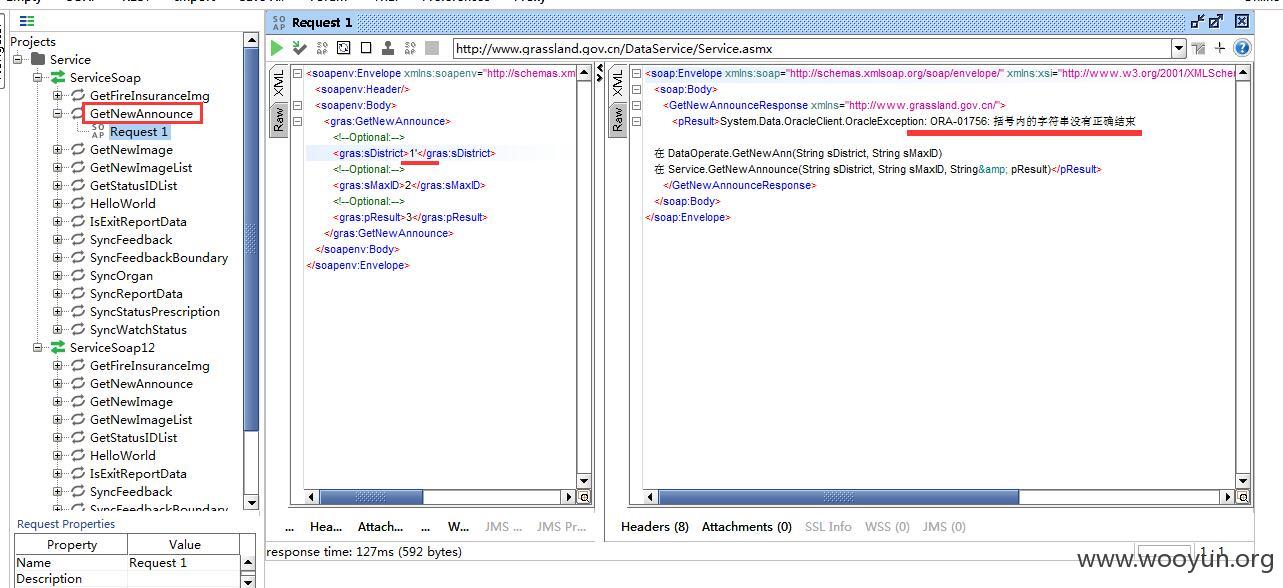 Request 1
Projects
Service
ServiceSoap
GetFireInsuranceImg
GetNewAnnounce
Request 1
GetNewImage
GetNewImageList
GetStatusIDList
HelloWorld
IsExitReportData
SyncFeedback
SyncFeedbackBoundary
SyncOrgan
SyncReportData
SyncStatusPrescription
SyncWatchStatus
ServiceSoap12
GetFireInsuranceImg
GetNewAnnounce
GetNewImage
GetNewImageList
GetStatusIDList
HelloWorld
IsExitReportData
SyncFeedback
SyncFeedbackBoundary
Request Properties
Property Value
Name Request 1
Description
http://www.grassland.gov.cn/DataService/Service.asmx
XML
Raw
<soapenv:Envelope xmlns:soapenv="http://schemas.xm
<soapenv:Header/>
<soapenv:Body>
<gras:GetNewAnnounce>
<!--Optional:-->
<gras:sDistrict>1'</gras:sDistrict>
<!--Optional:-->
<gras:sMaxID>2</gras:sMaxID>
<!--Optional:-->
<gras:pResult>3</gras:pResult>
</gras:GetNewAnnounce>
</soapenv:Body>
</soapenv:Envelope>
... Hea... Attach... ... W... JMS ... JMS Pr...
XML
Raw
<soap:Envelope xmlns:soap="http://schemas.xmlsoap.org/soap/envelope/" xmlns:xsi="http://www.w3.org/2001/XMLSchem
<soap:Body>
<GetNewAnnounceResponse xmlns="http://www.grassland.gov.cn/">
<pResult>System.Data.OracleClient.OracleException: ORA-01756: 括号内的字符串没有正确结束
在 DataOperate.GetNewAnn(String sDistrict, String sMaxID)
在 Service.GetNewAnnounce(String sDistrict, String sMaxID, String&amp; pResult)</pResult>
</GetNewAnnounceResponse>
</soap:Body>
</soap:Envelope>
Headers (8) Attachments (0) SSL Info WSS (0) JMS (0)
response time: 127ms (592 bytes)
1 : 1
www.wooyun.org